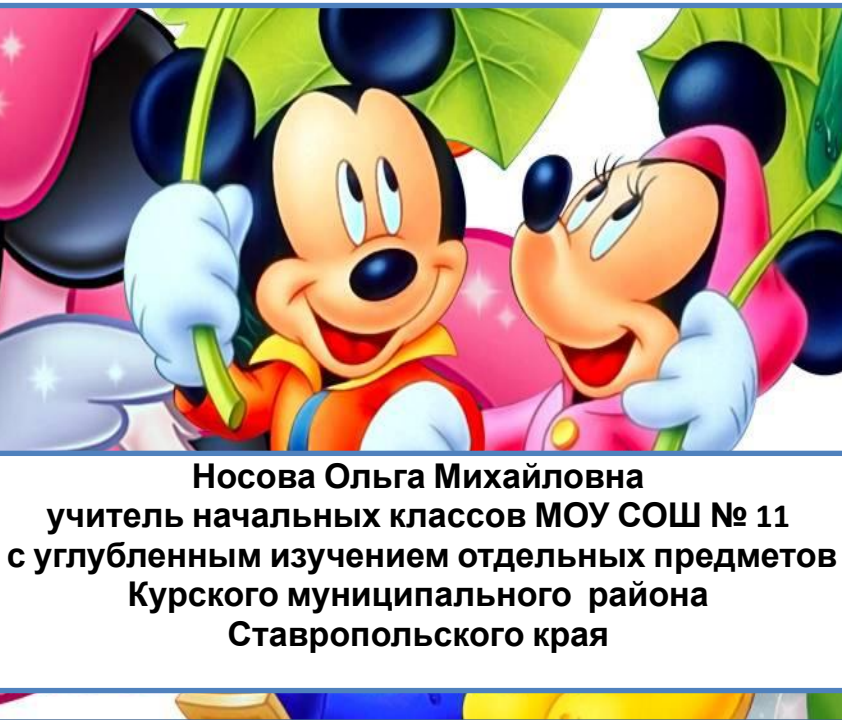 Носова Ольга Михайловна
учитель начальных классов МОУ СОШ № 11
с углубленным изучением отдельных предметов
Курского муниципального района
Ставропольского края